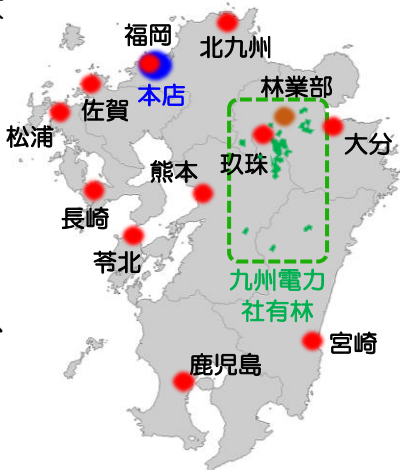 福岡
北九州
本店
林業部
佐賀
松浦
大分
玖珠
熊本
長崎
苓北
九州電力
社有林
宮崎
鹿児島